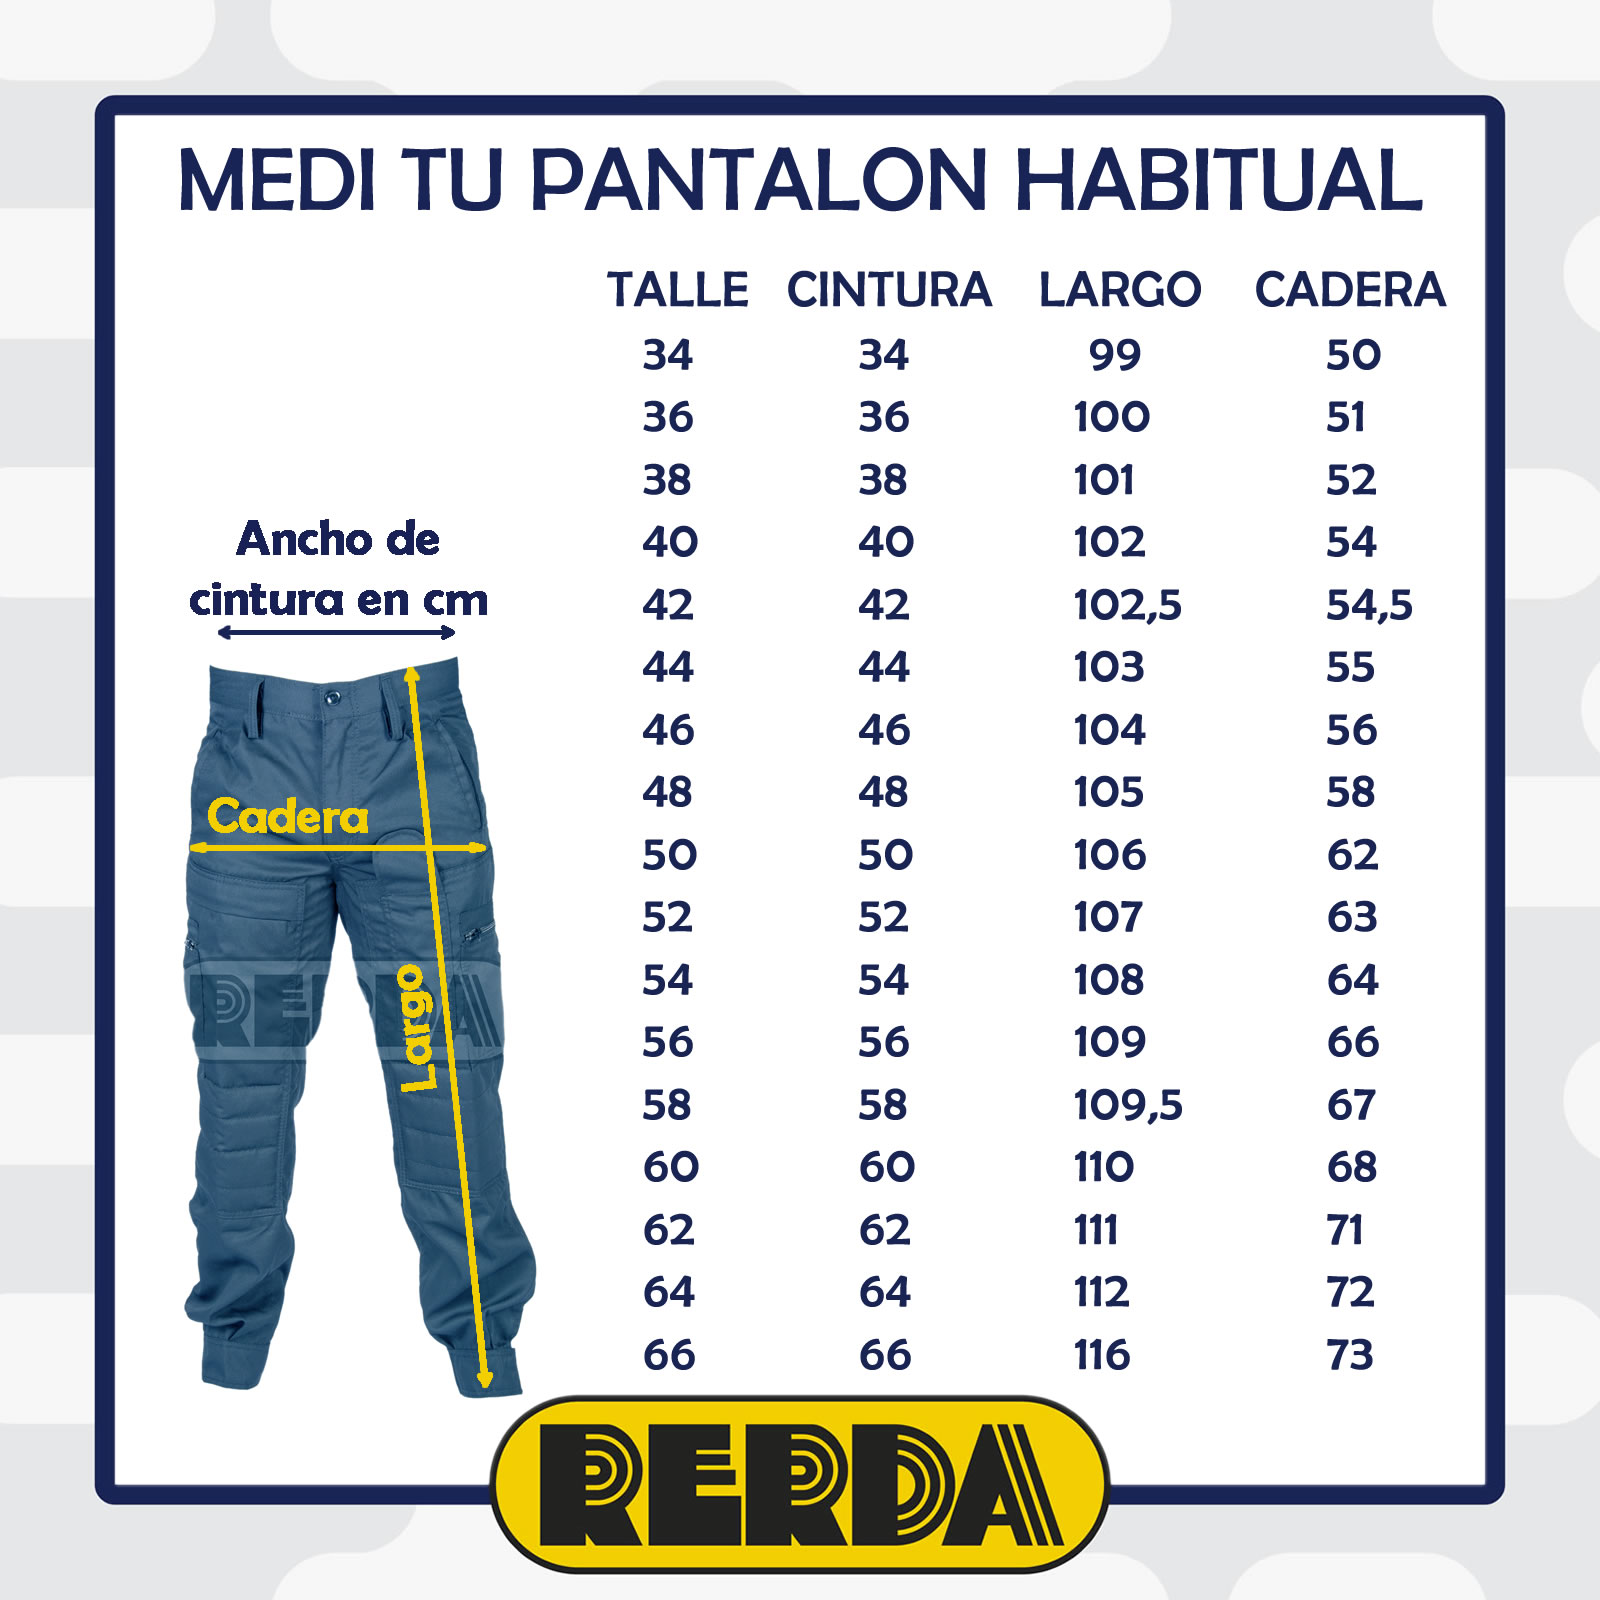 MEDI TU PANTALON HABITUAL
TALLE CINTURA LARGO CADERA
34 34 99 50
36 36 100 51
38 38 101 52
40 40 102 54
42 42 102,5 54,5
44 44 103 55
46 46 104 56
48 48 105 58
50 50 106 62
52 52 107 63
54 54 108 64
56 56 109 66
58 58 109,5 67
60 60 110 68
62 62 111 71
64 64 112 72
66 66 116 73
Ancho de
cintura en cm
Cadera
Largo
RERDA
RERDA